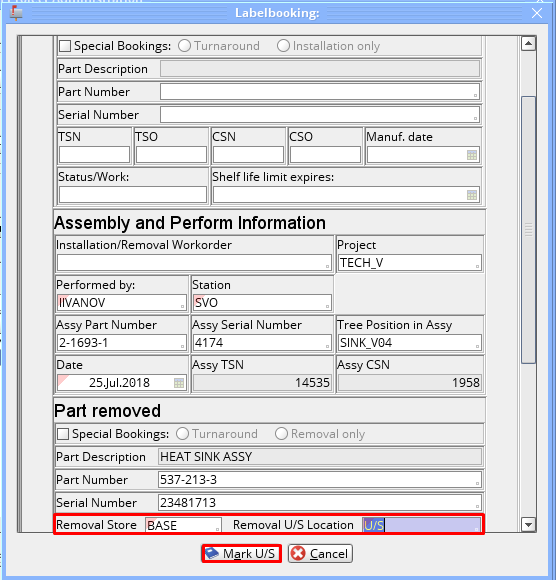 Labelbooking:
Special Bookings: Turnaround Installation only
Part Description
Part Number
Serial Number
TSN TSO CSN CSO Manuf. date
Status/Work: Shelf life limit expires:
Assembly and Perform Information
Installation/Removal Workorder Project
TECH_V
Performed by: Station
IIVANOV SVO
Assy Part Number Assy Serial Number Tree Position in Assy
2-1693-1 4174 SINK_V04
Date Assy TSN Assy CSN
25.Jul.2018 14535 1958
Part removed
Special Bookings: Turnaround Removal only
Part Description HEAT SINK ASSY
Part Number 537-213-3
Serial Number 23481713
Removal Store BASE Removal U/S Location U/S
Mark U/S Cancel